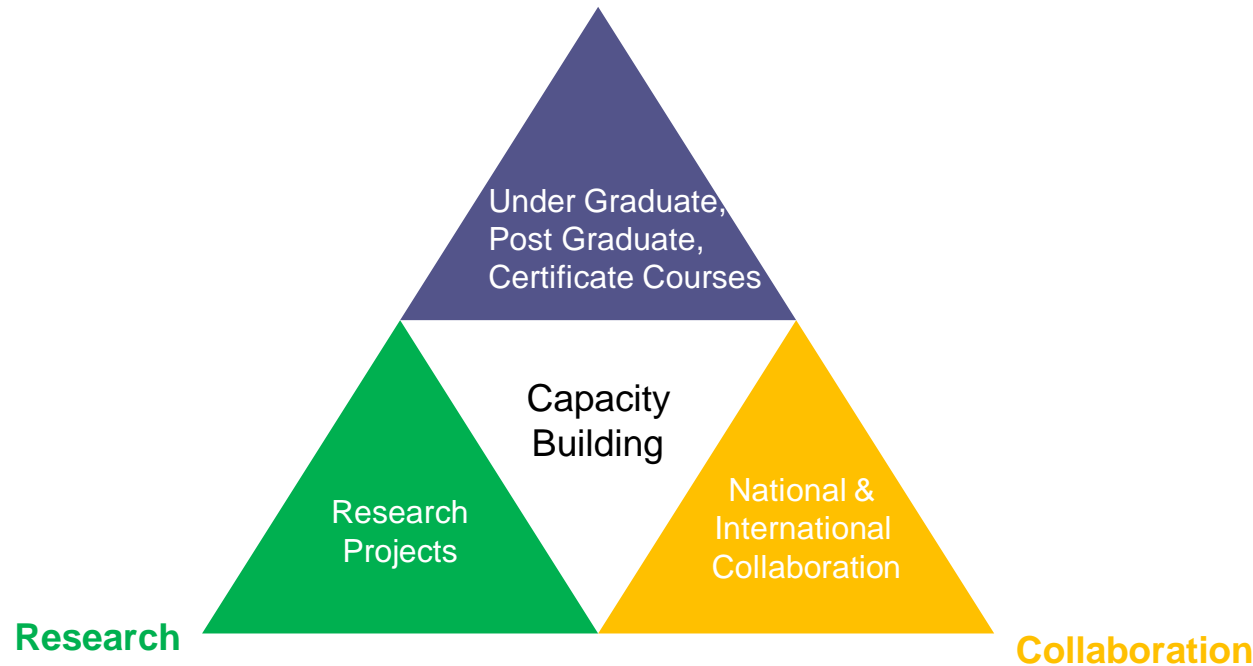 Under Graduate,
Post Graduate,
Certificate Courses
Capacity
Building
Research
Projects
National &
International
Collaboration
Research
Collaboration